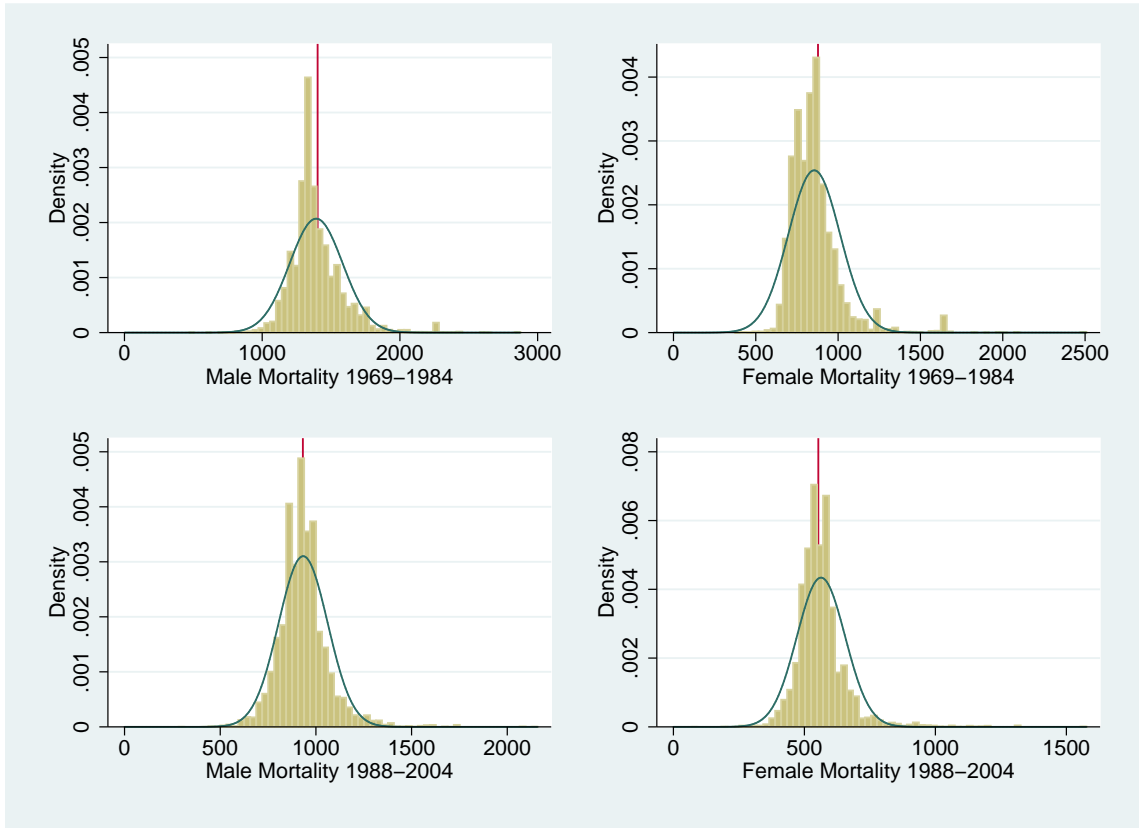 .005
.004
.003
.002
.001
0
Density
0 1000 2000 3000
Male Mortality 1969−1984
.004
.003
.002
.001
0
Density
0 500 1000 1500 2000 2500
Female Mortality 1969−1984
.005
.004
.003
.002
.001
0
Density
0 500 1000 1500 2000
Male Mortality 1988−2004
.008
.006
.004
.002
0
Density
0 500 1000 1500
Female Mortality 1988−2004